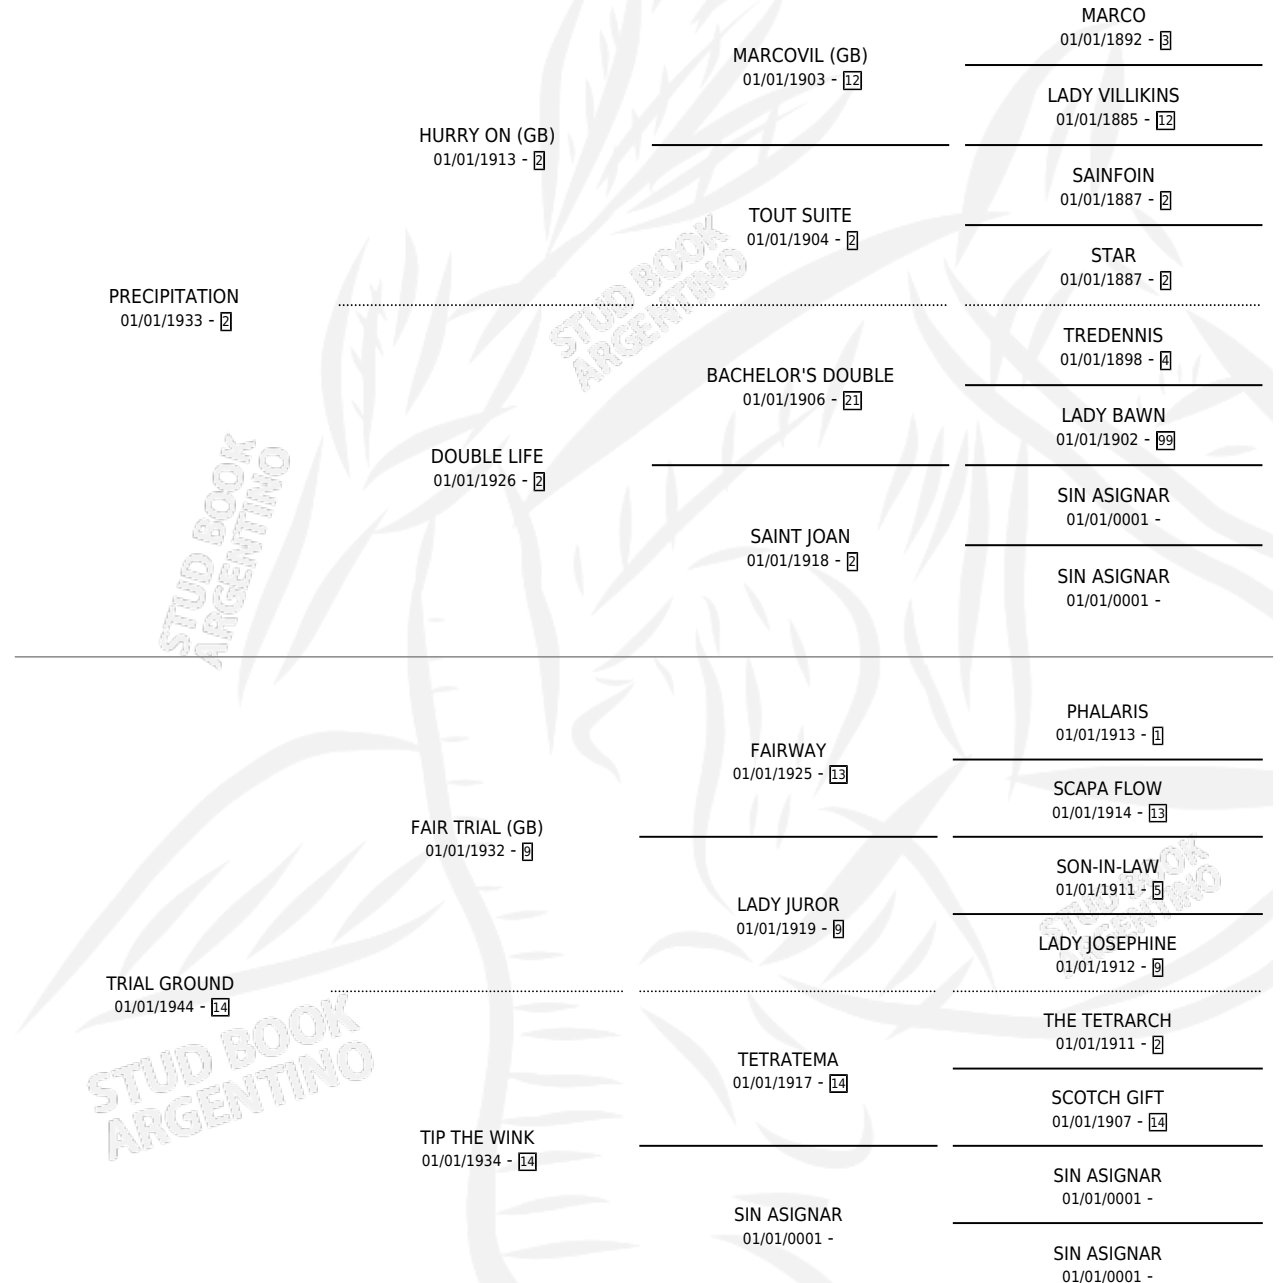 MARCO
01/01/1892 - 3
MARCOVIL (GB)
01/01/1903 - 12
LADY VILLIKINS
01/01/1885 - 12
HURRY ON (GB)
01/01/1913 - 2
SAINFOIN
01/01/1887 - 2
TOUT SUITE
01/01/1904 - 2
STAR
01/01/1887 - 2
PRECIPITATION
01/01/1933 - 2
TREDENNIS
01/01/1898 - 4
BACHELOR'S DOUBLE
01/01/1906 - 21
LADY BAWN
01/01/1902 - 99
DOUBLE LIFE
01/01/1926 - 2
SIN ASIGNAR
01/01/0001 -
SAINT JOAN
01/01/1918 - 2
SIN ASIGNAR
01/01/0001 -
PHALARIS
01/01/1913 - 1
FAIRWAY
01/01/1925 - 13
SCAPA FLOW
01/01/1914 - 13
FAIR TRIAL (GB)
01/01/1932 - 9
SON-IN-LAW
01/01/1911 - 5
LADY JUROR
01/01/1919 - 9
LADY JOSEPHINE
01/01/1912 - 9
TRIAL GROUND
01/01/1944 - 14
THE TETRARCH
01/01/1911 - 2
TETRATEMA
01/01/1917 - 14
SCOTCH GIFT
01/01/1907 - 14
TIP THE WINK
01/01/1934 - 14
SIN ASIGNAR
01/01/0001 -
SIN ASIGNAR
01/01/0001 -
SIN ASIGNAR
01/01/0001 -
STUD BOOK
ARGENTINO
STUD BOOK
ARGENTINO
STUD BOOK
ARGENTINO
STUD BOOK
ARGENTINO